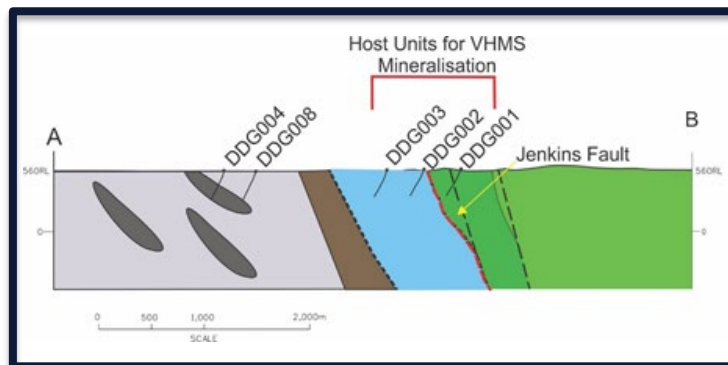 Host Units for VHMS
Mineralisation
A
DDG004
DDG008
DDG003
DDG002
DDG001
B
Jenkins Fault
560RL
560RL
0
0
0 500 1,000 2,000m
SCALE